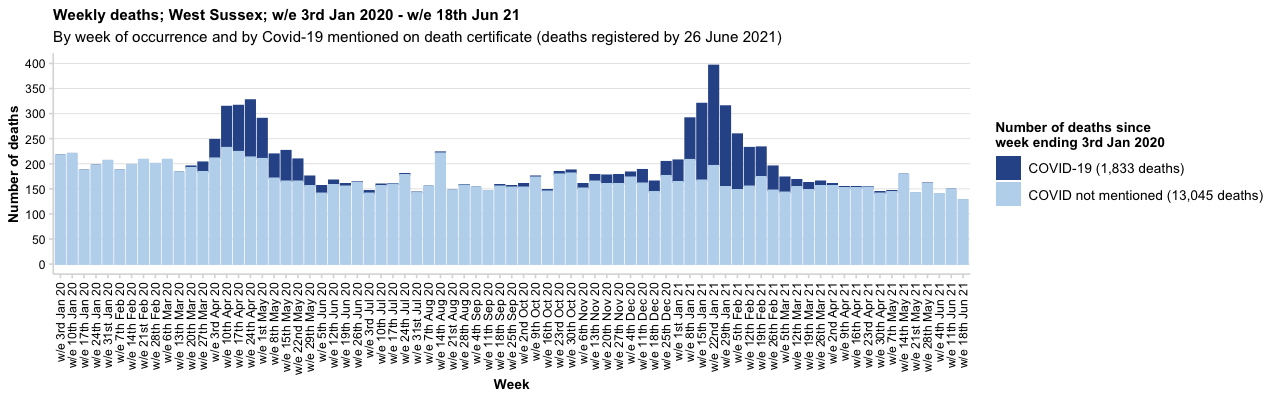 Weekly deaths; West Sussex; w/e 3rd Jan 2020 - w/e 18th Jun 21
By week of occurrence and by Covid-19 mentioned on death certificate (deaths registered by 26 June 2021)
Number of deaths
400
350
300
250
200
150
100
50
0
w/e 3rd Jan 20
w/e 10th Jan 20
w/e 17th Jan 20
w/e 24th Jan 20
w/e 31st Jan 20
w/e 7th Feb 20
w/e 14th Feb 20
w/e 21st Feb 20
w/e 28th Feb 20
w/e 6th Mar 20
w/e 13th Mar 20
w/e 20th Mar 20
w/e 27th Mar 20
w/e 3rd Apr 20
w/e 10th Apr 20
w/e 17th Apr 20
w/e 24th Apr 20
w/e 1st May 20
w/e 8th May 20
w/e 15th May 20
w/e 22nd May 20
w/e 29th May 20
w/e 5th Jun 20
w/e 12th Jun 20
w/e 19th Jun 20
w/e 26th Jun 20
w/e 3rd Jul 20
w/e 10th Jul 20
w/e 17th Jul 20
w/e 24th Jul 20
w/e 31st Jul 20
w/e 7th Aug 20
w/e 14th Aug 20
w/e 21st Aug 20
w/e 28th Aug 20
w/e 4th Sep 20
w/e 11th Sep 20
w/e 18th Sep 20
w/e 25th Sep 20
w/e 2nd Oct 20
w/e 9th Oct 20
w/e 16th Oct 20
w/e 23rd Oct 20
w/e 30th Oct 20
w/e 6th Nov 20
w/e 13th Nov 20
w/e 20th Nov 20
w/e 27th Nov 20
w/e 4th Dec 20
w/e 11th Dec 20
w/e 18th Dec 20
w/e 25th Dec 20
w/e 1st Jan 21
w/e 8th Jan 21
w/e 15th Jan 21
w/e 22nd Jan 21
w/e 29th Jan 21
w/e 5th Feb 21
w/e 12th Feb 21
w/e 19th Feb 21
w/e 26th Feb 21
w/e 5th Mar 21
w/e 12th Mar 21
w/e 19th Mar 21
w/e 26th Mar 21
w/e 2nd Apr 21
w/e 9th Apr 21
w/e 16th Apr 21
w/e 23rd Apr 21
w/e 30th Apr 21
w/e 7th May 21
w/e 14th May 21
w/e 21st May 21
w/e 28th May 21
w/e 4th Jun 21
w/e 11th Jun 21
w/e 18th Jun 21
Week
Number of deaths since
week ending 3rd Jan 2020
COVID-19 (1,833 deaths)
COVID not mentioned (13,045 deaths)